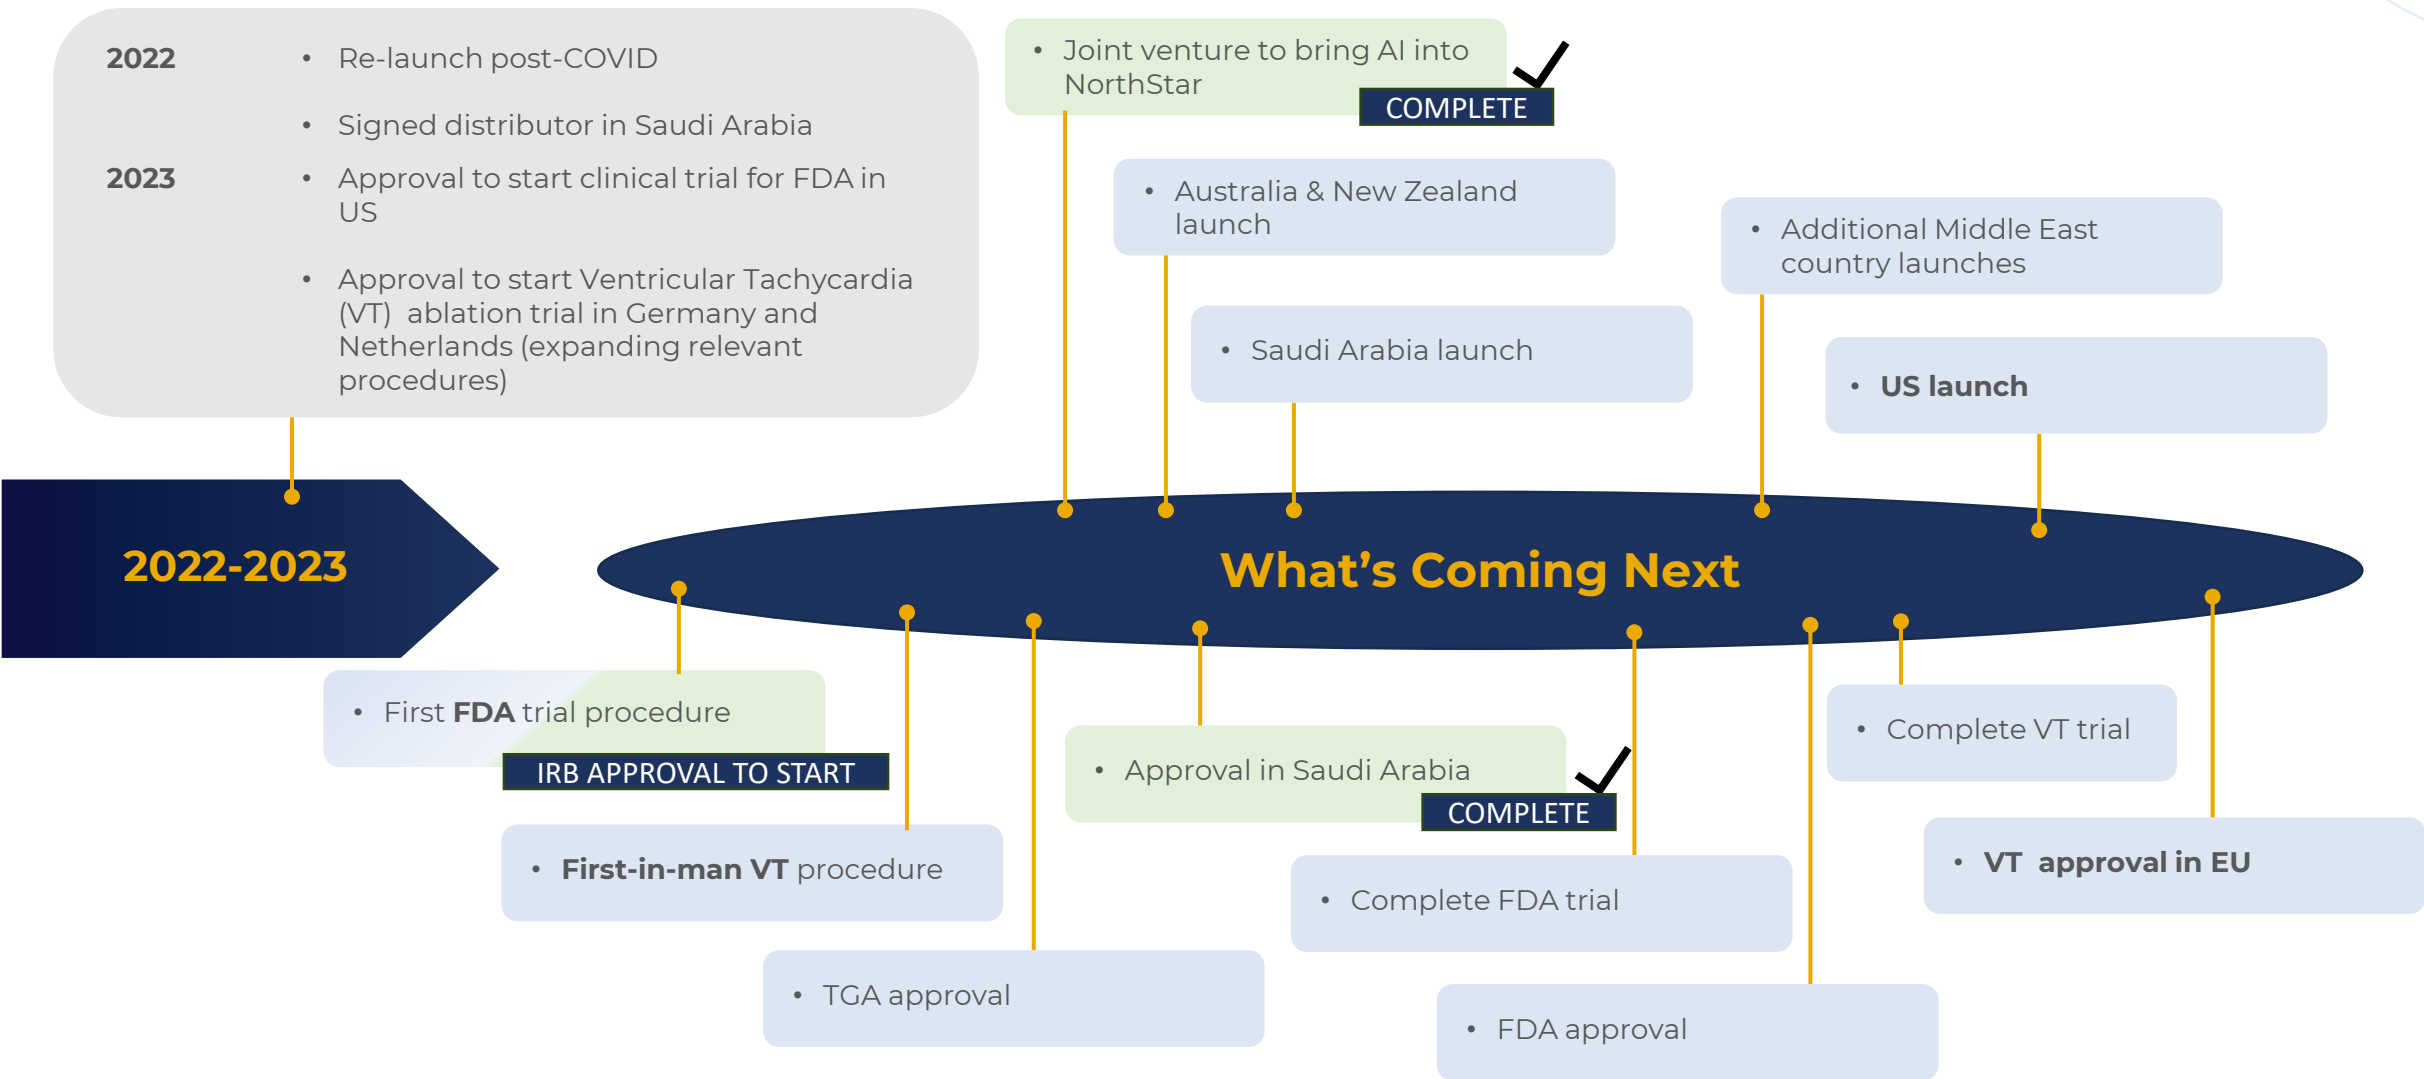 2022
• Re-launch post-COVID
• Signed distributor in Saudi Arabia
2023
• Approval to start clinical trial for FDA in
US
• Approval to start Ventricular Tachycardia
(VT)  ablation trial in Germany and
Netherlands (expanding relevant
procedures)
• Joint venture to bring AI into
NorthStar
COMPLETE
• Australia & New Zealand
launch
• Saudi Arabia launch
• Additional Middle East
country launches
• US launch
2022-2023
What's Coming Next
• First FDA trial procedure
IRB APPROVAL TO START
• First-in-man VT procedure
• TGA approval
• Approval in Saudi Arabia
COMPLETE
• Complete FDA trial
• FDA approval
• Complete VT trial
• VT  approval in EU